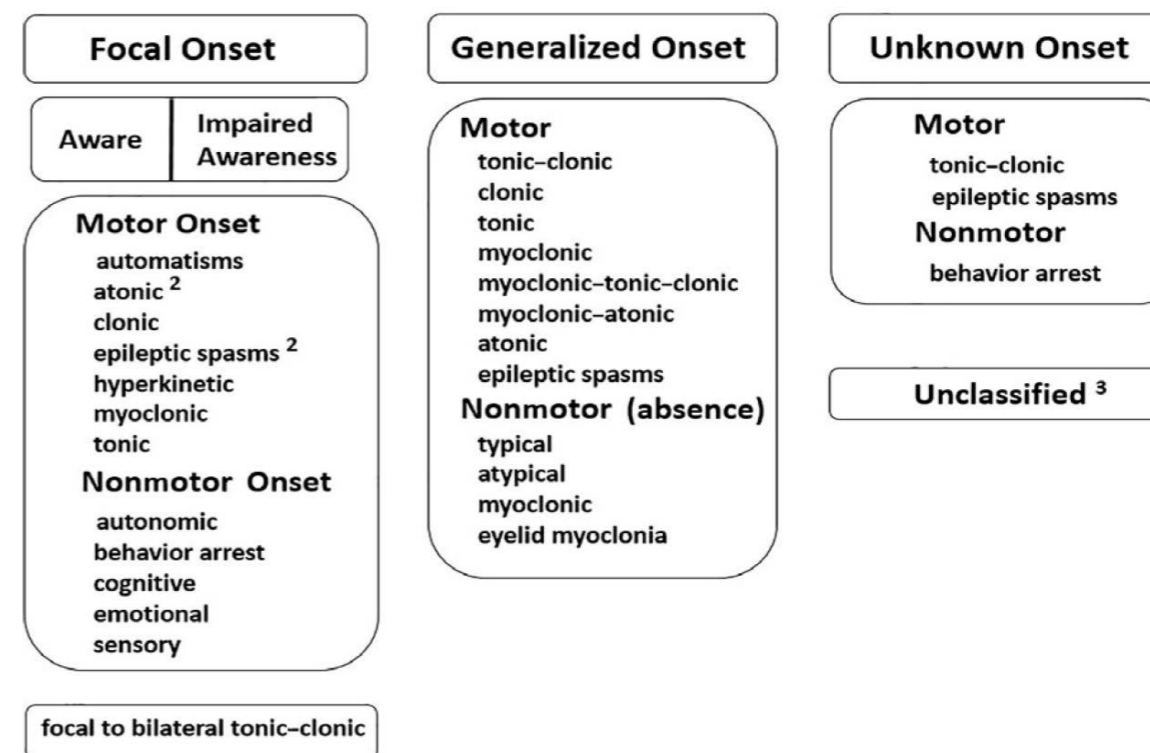 Focal Onset
Aware
Impaired
Awareness
Motor Onset
automatisms
atonic ²
clonic
epileptic spasms ²
hyperkinetic
myoclonic
tonic
Nonmotor Onset
autonomic
behavior arrest
cognitive
emotional
sensory
focal to bilateral tonic–clonic
Generalized Onset
Motor
tonic–clonic
clonic
tonic
myoclonic
myoclonic–tonic–clonic
myoclonic–atonic
atonic
epileptic spasms
Nonmotor (absence)
typical
atypical
myoclonic
eyelid myoclonia
Unknown Onset
Motor
tonic–clonic
epileptic spasms
Nonmotor
behavior arrest
Unclassified ³